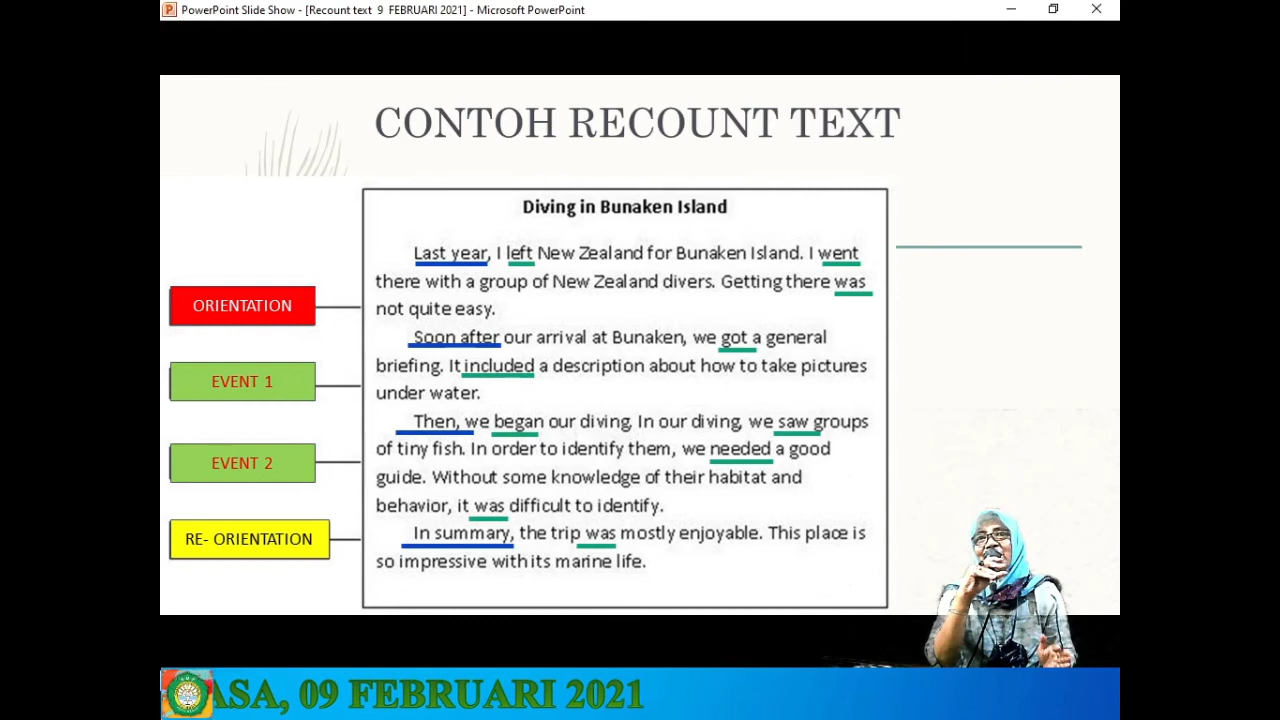 PowerPoint Slide Show - [Recount text 9 FEBRUARI 2021] - Microsoft PowerPoint
CONTOH RECOUNT TEXT
Diving in Bunaken Island
Last year, I left New Zealand for Bunaken Island. I went
there with a group of New Zealand divers. Getting there was
not quite easy.
Soon after our arrival at Bunaken, we got a general
briefing. It included a description about how to take pictures
under water.
Then, we began our diving. In our diving, we saw groups
of tiny fish. In order to identify them, we needed a good
guide. Without some knowledge of their habitat and
behavior, it was difficult to identify.
In summary, the trip was mostly enjoyable. This place is
so impressive with its marine life.
ORIENTATION
EVENT 1
EVENT 2
RE- ORIENTATION
ASA, 09 FEBRUARI 2021